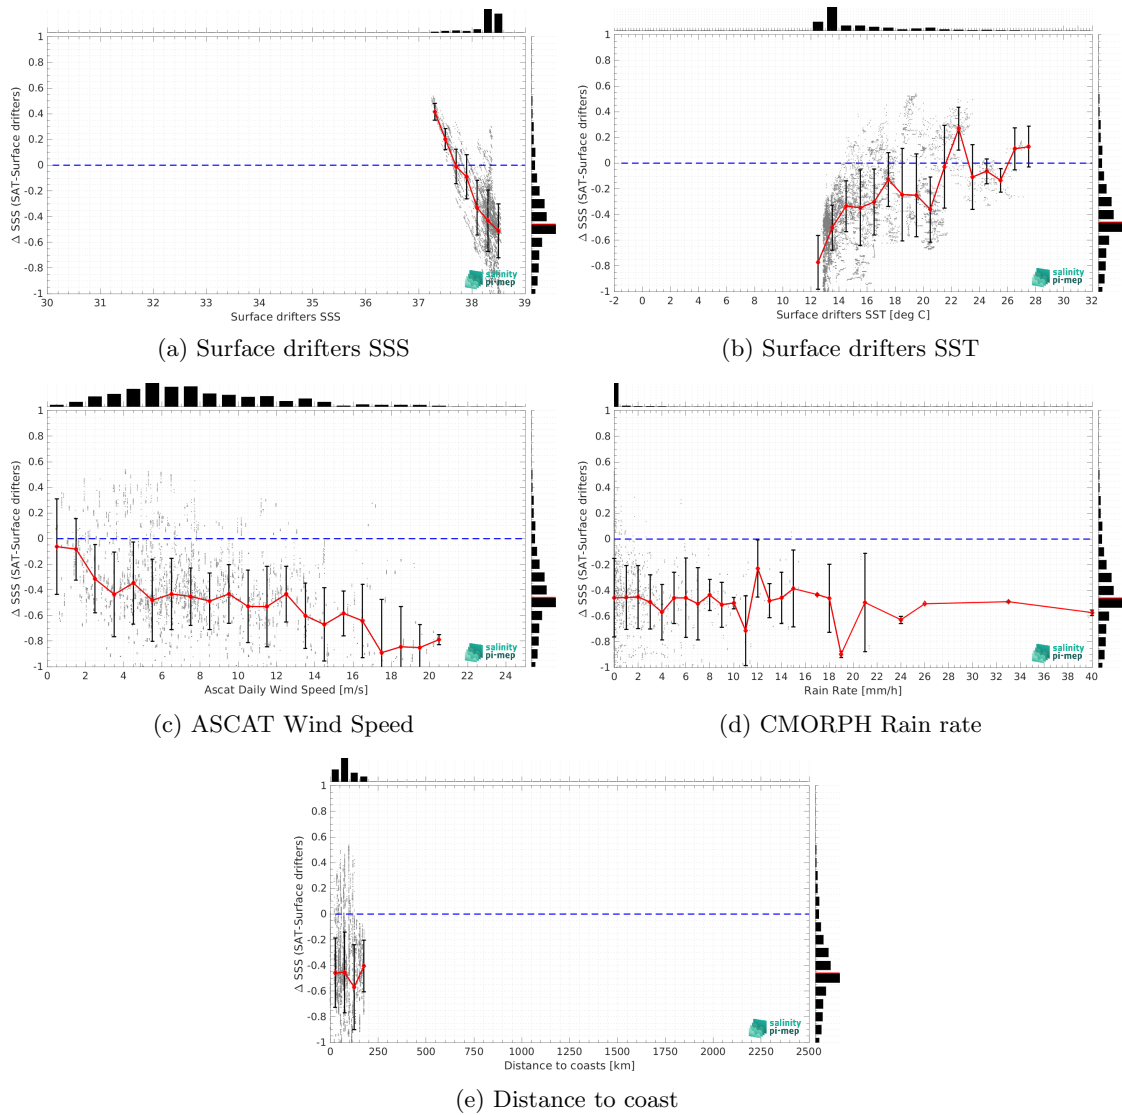 1
0.8
0.6
0.4
0.2
0
-0.2
-0.4
-0.6
-0.8
-1
Δ SSS (SAT-Surface drifters)
30 31 32 33 34 35 36 37 38 39
Surface drifters SSS
salinity
pi-mep
(a) Surface drifters SSS
1
0.8
0.6
0.4
0.2
0
-0.2
-0.4
-0.6
-0.8
-1
Δ SSS (SAT-Surface drifters)
-2 0 2 4 6 8 10 12 14 16 18 20 22 24 26 28 30 32
Surface drifters SST [deg C]
salinity
pi-mep
(b) Surface drifters SST
1
0.8
0.6
0.4
0.2
0
-0.2
-0.4
-0.6
-0.8
-1
Δ SSS (SAT-Surface drifters)
0 2 4 6 8 10 12 14 16 18 20 22 24
Ascat Daily Wind Speed [m/s]
salinity
pi-mep
(c) ASCAT Wind Speed
1
0.8
0.6
0.4
0.2
0
-0.2
-0.4
-0.6
-0.8
-1
Δ SSS (SAT-Surface drifters)
0 2 4 6 8 10 12 14 16 18 20 22 24 26 28 30 32 34 36 38 40
Rain Rate [mm/h]
salinity
pi-mep
(d) CMORPH Rain rate
1
0.8
0.6
0.4
0.2
0
-0.2
-0.4
-0.6
-0.8
-1
Δ SSS (SAT-Surface drifters)
0 250 500 750 1000 1250 1500 1750 2000 2250 2500
Distance to coasts [km]
salinity
pi-mep
(e) Distance to coast